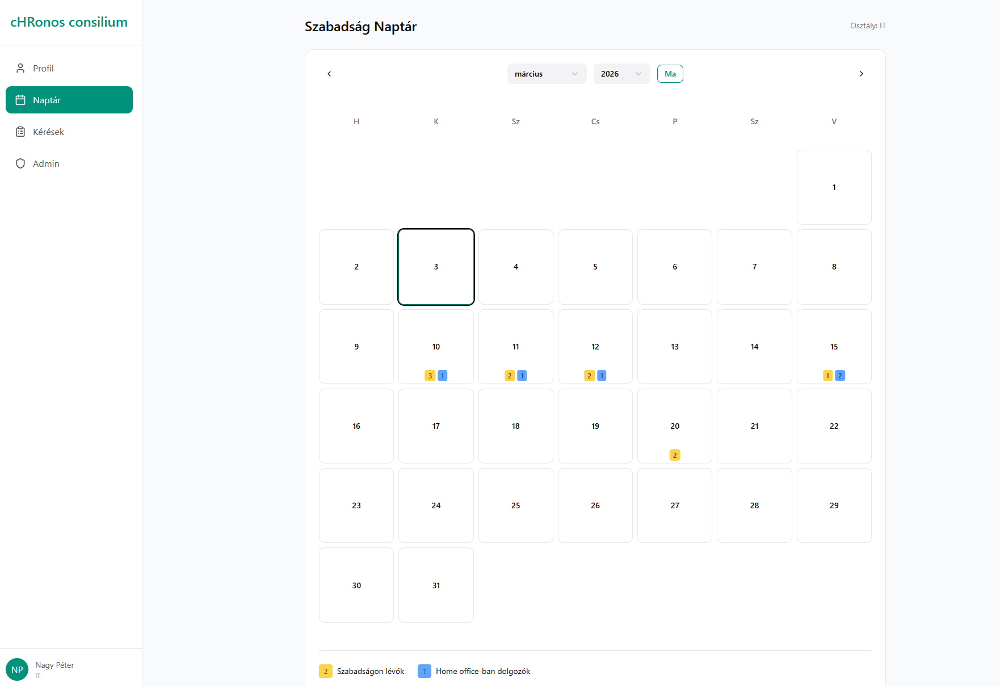 cHRonos consilium
Profil
Naptár
Kérések
Admin
Nagy Péter
NP
IT
Szabadság Naptár
Osztály: IT
március 2026 Ma
H K Sz Cs P Sz V
1
2 3 4 5 6 7 8
9 10 11 12 13 14 15
3 1 2 1 2 1 1 2
16 17 18 19 20 21 22
2
23 24 25 26 27 28 29
30 31
2 Szabadságon lévők 1 Home office-ban dolgozók